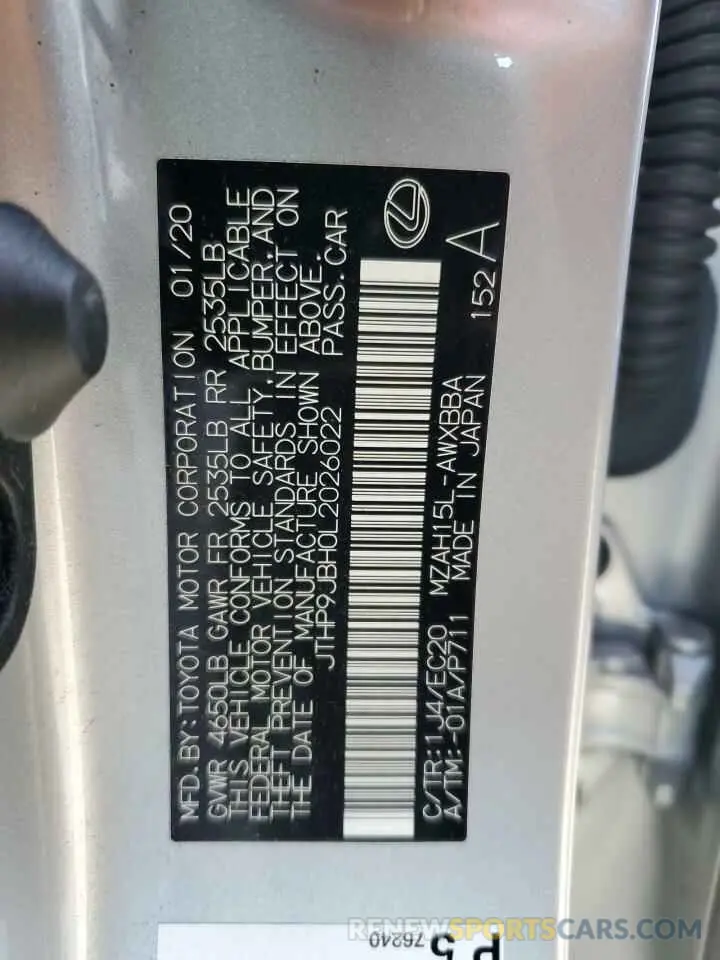 MFD.BY:TOYOTA MOTOR CORPORATION 01/20
GVWR 4650LB GAWR FR 2535LB RR 2535LB
THIS VEHICLE CONFORMS TO ALL APPLICABLE
FEDERAL MOTOR VEHICLE SAFETY,BUMPER,AND
THEFT PREVENTION STANDARDS IN EFFECT ON
THE DATE OF MANUFACTURE SHOWN ABOVE.
JTHP9JBH0L2026022 PASS.CAR
C/TR:1J4/EC20 MZAH15L-AWXBBA
A/TM:-01A/P711 MADE IN JAPAN 152 A
P 5
76240
RENEWSPORTSCARS.COM